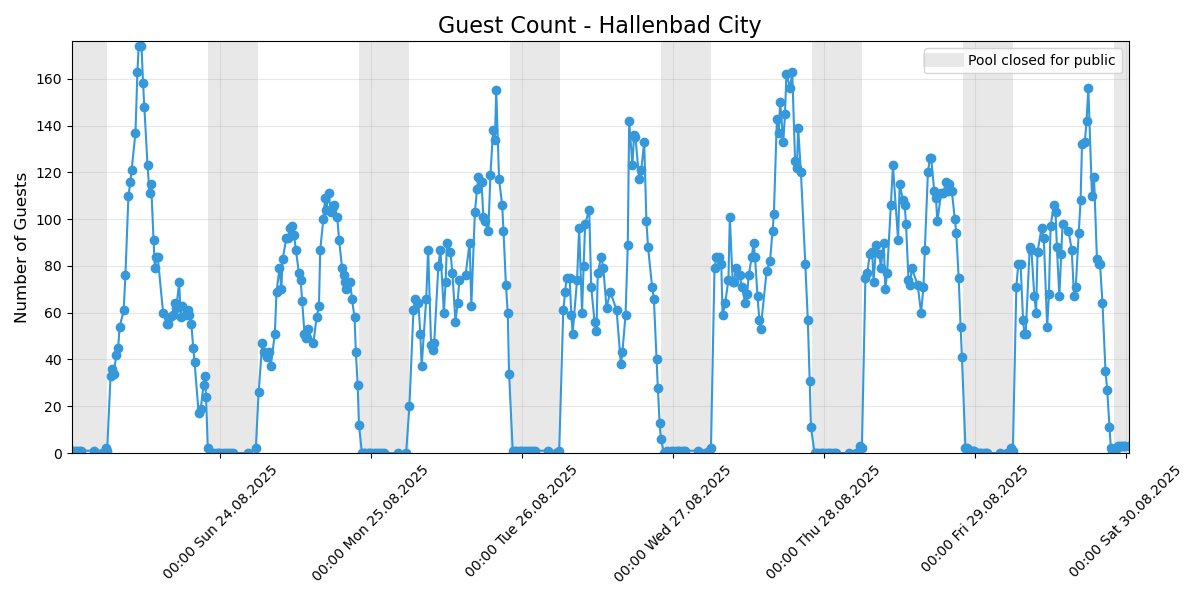 Guest Count - Hallenbad City
Pool closed for public
Number of Guests
160
140
120
100
80
60
40
20
0
00:00 Sun 24.08.2025
00:00 Mon 25.08.2025
00:00 Tue 26.08.2025
00:00 Wed 27.08.2025
00:00 Thu 28.08.2025
00:00 Fri 29.08.2025
00:00 Sat 30.08.2025